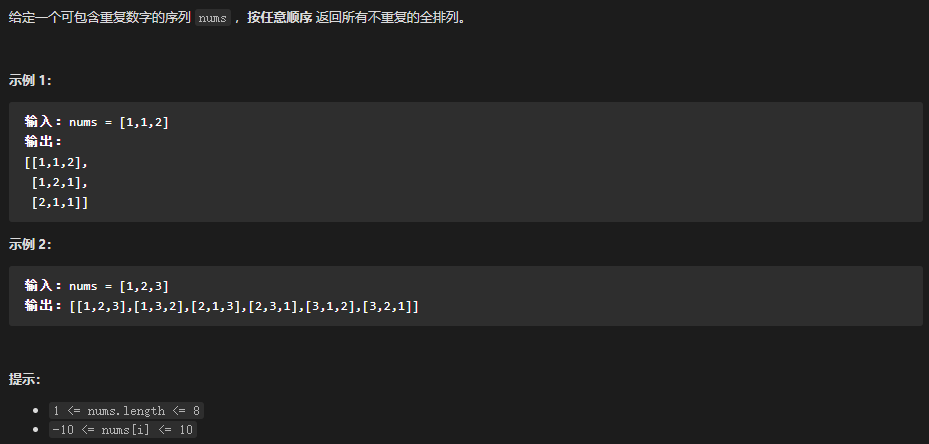 给定一个可包含重复数字的序列 nums ，按任意顺序 返回所有不重复的全排列。
示例 1：
输入：nums = [1,1,2]
输出：
[[1,1,2],
[1,2,1],
[2,1,1]]
示例 2：
输入：nums = [1,2,3]
输出：[[1,2,3],[1,3,2],[2,1,3],[2,3,1],[3,1,2],[3,2,1]]
提示：
1 <= nums.length <= 8
-10 <= nums[i] <= 10